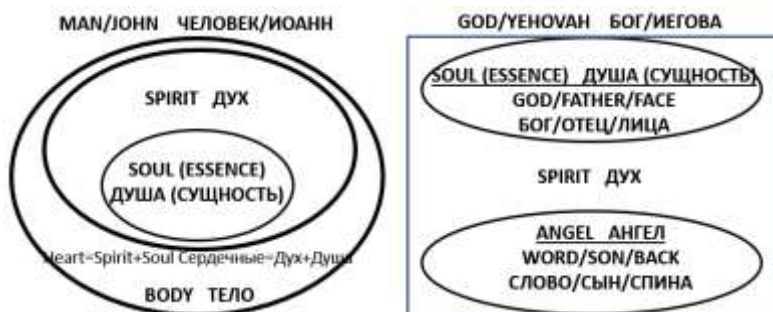 MAN/JOHN ЧЕЛОВЕК/ИОАНН
SPIRIT ДУХ
SOUL (ESSENCE)
ДУША (СУЩНОСТЬ)
Heart=Spirit+Soul Сердечные=Дух+Душа
BODY ТЕЛО
GOD/YEHOVAH БОГ/ИЕГОВА
SOUL (ESSENCE) ДУША (СУЩНОСТЬ)
GOD/FATHER/FACE
БОГ/ОТЕЦ/ЛИЦА
SPIRIT ДУХ
ANGEL АНГЕЛ
WORD/SON/BACK
СЛОВО/СЫН/СПИНА